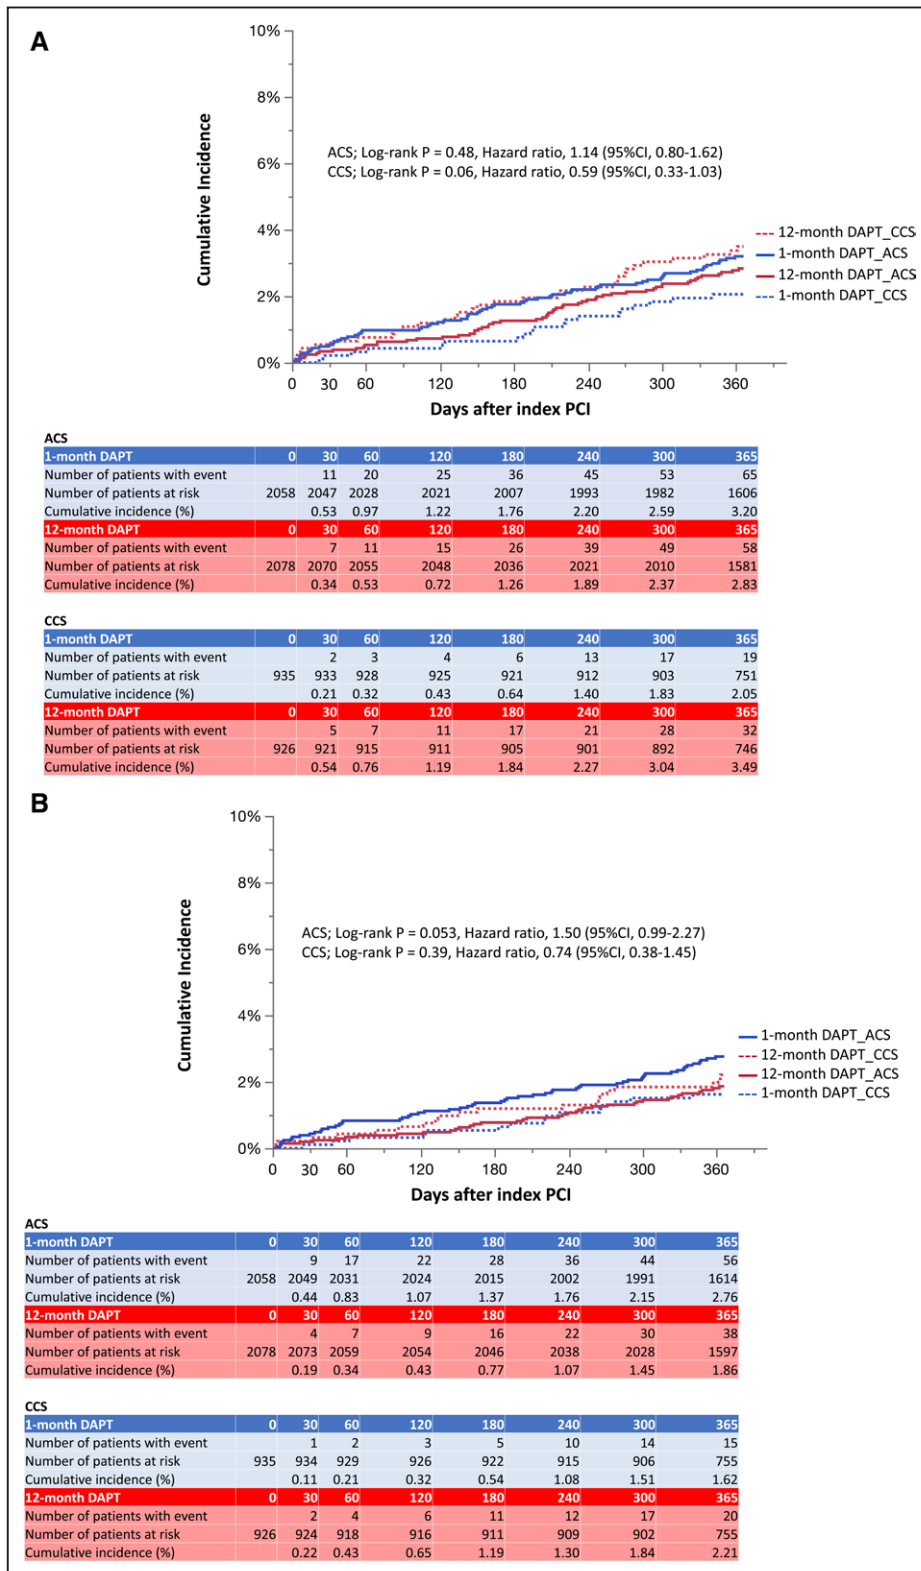 A
10%
8%
6%
4%
2%
0%
Cumulative Incidence
ACS; Log-rank P = 0.48, Hazard ratio, 1.14 (95%CI, 0.80-1.62)
CCS; Log-rank P = 0.06, Hazard ratio, 0.59 (95%CI, 0.33-1.03)
12-month DAPT_CCS
1-month DAPT_ACS
12-month DAPT_ACS
1-month DAPT_CCS
0 30 60 120 180 240 300 360
Days after index PCI
ACS
1-month DAPT 0 30 60 120 180 240 300 365
Number of patients with event 11 20 25 36 45 53 65
Number of patients at risk 2058 2047 2028 2021 2007 1993 1982 1606
Cumulative incidence (%) 0.53 0.97 1.22 1.76 2.20 2.59 3.20
12-month DAPT 0 30 60 120 180 240 300 365
Number of patients with event 7 11 15 26 39 49 58
Number of patients at risk 2078 2070 2055 2048 2036 2021 2010 1581
Cumulative incidence (%) 0.34 0.53 0.72 1.26 1.89 2.37 2.83
CCS
1-month DAPT 0 30 60 120 180 240 300 365
Number of patients with event 2 3 4 6 13 17 19
Number of patients at risk 935 933 928 925 921 912 903 751
Cumulative incidence (%) 0.21 0.32 0.43 0.64 1.40 1.83 2.05
12-month DAPT 0 30 60 120 180 240 300 365
Number of patients with event 5 7 11 17 21 28 32
Number of patients at risk 926 921 915 911 905 901 892 746
Cumulative incidence (%) 0.54 0.76 1.19 1.84 2.27 3.04 3.49
B
10%
8%
6%
4%
2%
0%
Cumulative Incidence
ACS; Log-rank P = 0.053, Hazard ratio, 1.50 (95%CI, 0.99-2.27)
CCS; Log-rank P = 0.39, Hazard ratio, 0.74 (95%CI, 0.38-1.45)
1-month DAPT_ACS
12-month DAPT_CCS
12-month DAPT_ACS
1-month DAPT_CCS
0 30 60 120 180 240 300 360
Days after index PCI
ACS
1-month DAPT 0 30 60 120 180 240 300 365
Number of patients with event 9 17 22 28 36 44 56
Number of patients at risk 2058 2049 2031 2024 2015 2002 1991 1614
Cumulative incidence (%) 0.44 0.83 1.07 1.37 1.76 2.15 2.76
12-month DAPT 0 30 60 120 180 240 300 365
Number of patients with event 4 7 9 16 22 30 38
Number of patients at risk 2078 2073 2059 2054 2046 2038 2028 1597
Cumulative incidence (%) 0.19 0.34 0.43 0.77 1.07 1.45 1.86
CCS
1-month DAPT 0 30 60 120 180 240 300 365
Number of patients with event 1 2 3 5 10 14 15
Number of patients at risk 935 934 929 926 922 915 906 755
Cumulative incidence (%) 0.11 0.21 0.32 0.54 1.08 1.51 1.62
12-month DAPT 0 30 60 120 180 240 300 365
Number of patients with event 2 4 6 11 12 17 20
Number of patients at risk 926 924 918 916 911 909 902 755
Cumulative incidence (%) 0.22 0.43 0.65 1.19 1.30 1.84 2.21